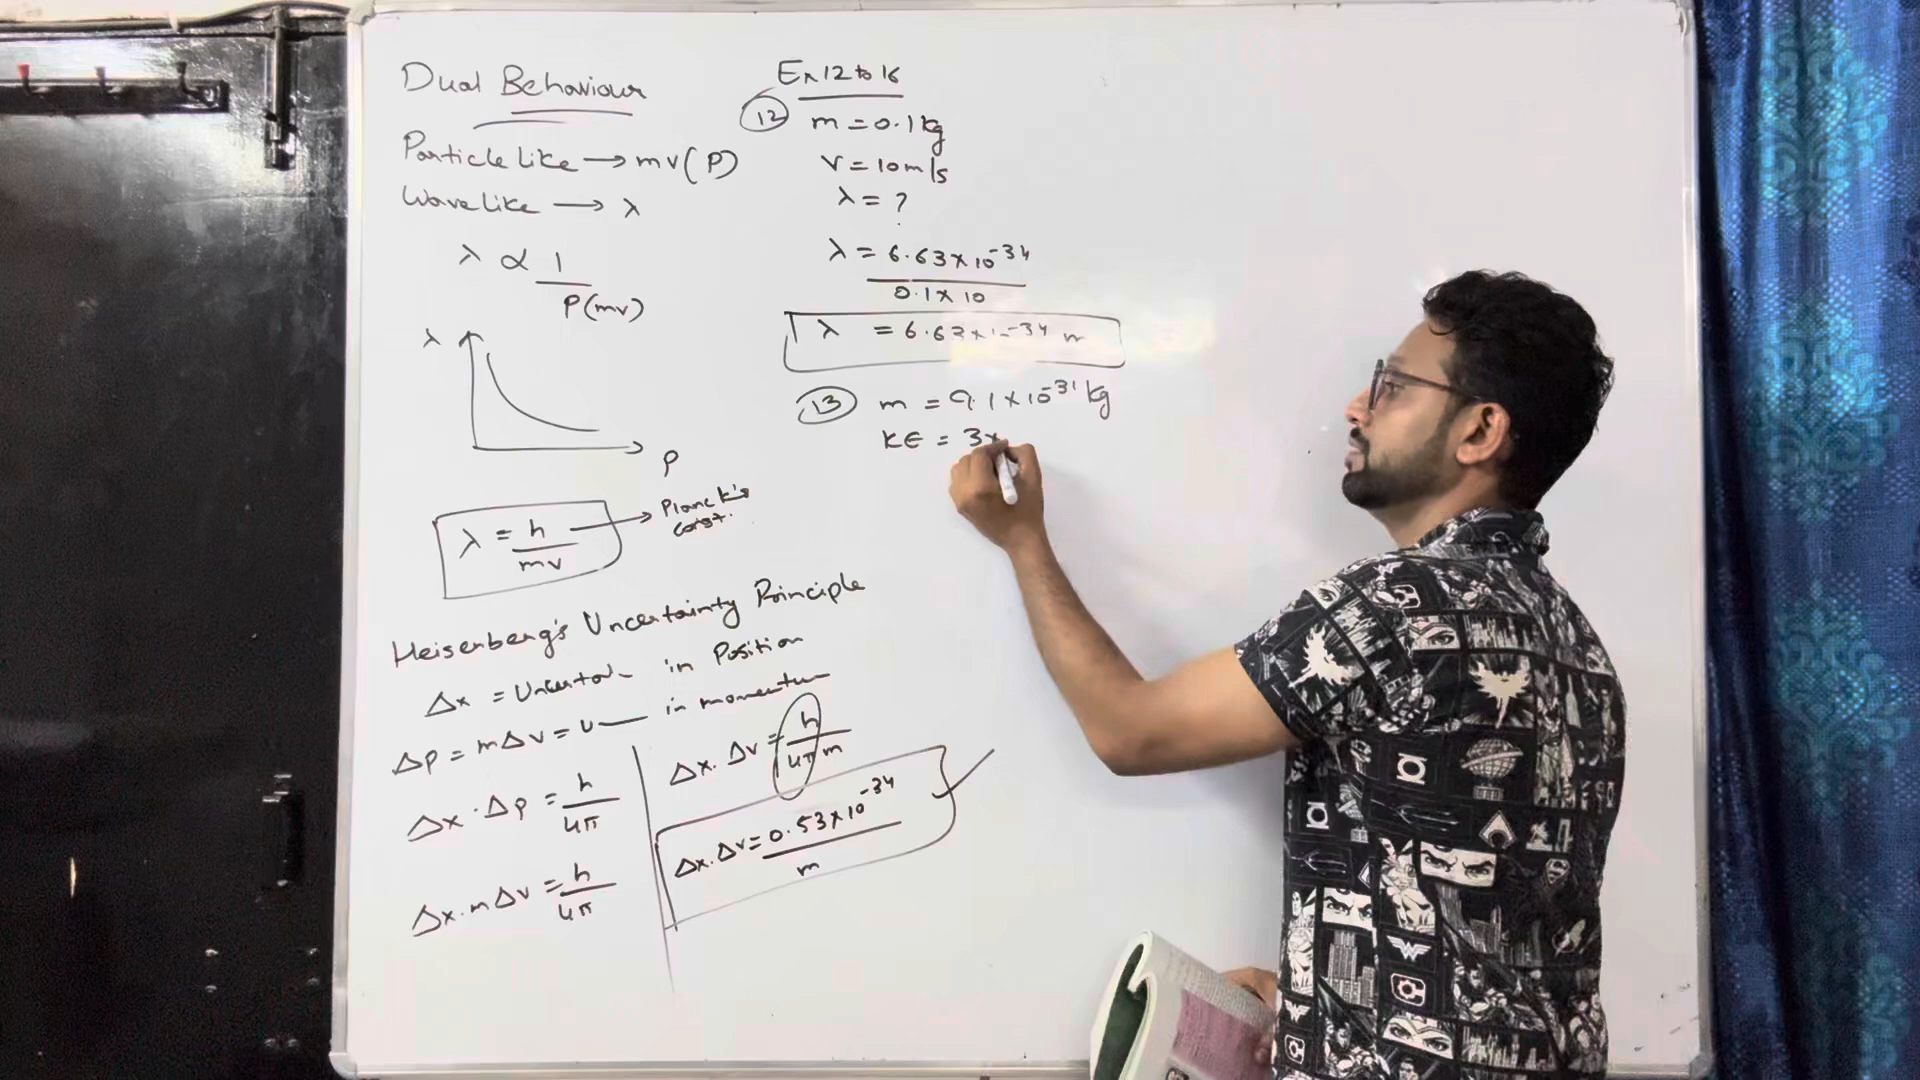 Dual Behaviour
Particle like → mv (P)
Wave like → λ
λ ∝ 1
P(mv)
λ
P
λ = h
mv
Planck's
const.
Heisenberg's Uncertainty Principle
Δx = in Position
Δp = mΔv = u— in momentum
Δx · Δp = h
4π
Δx · mΔv = h
4π
Δx · Δv = h
4π m
Δx · Δv = 0.53 × 10⁻³⁴
m
Ex 12 to 16
12 m = 0.1 kg
v = 10 m/s
λ = ?
λ = 6.63 × 10⁻³⁴
0.1 × 10
λ = 6.63 × 10⁻³⁴ m
13 m = 9.1 × 10⁻³¹ kg
KE = 3 ×